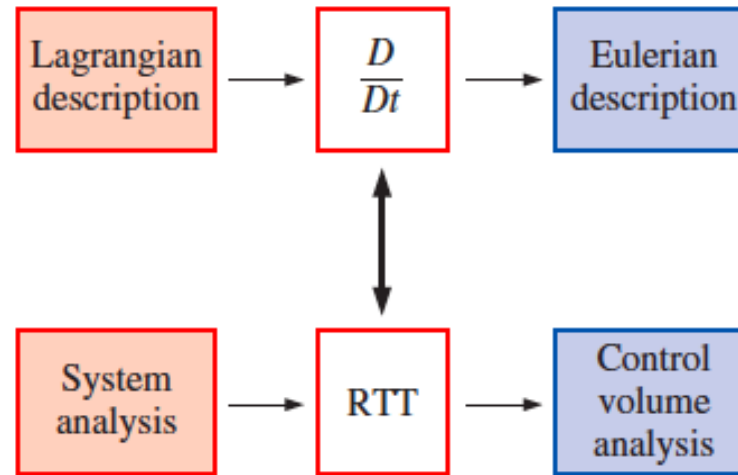 Lagrangian
description
D
Dt
Eulerian
description
System
analysis
RTT
Control
volume
analysis